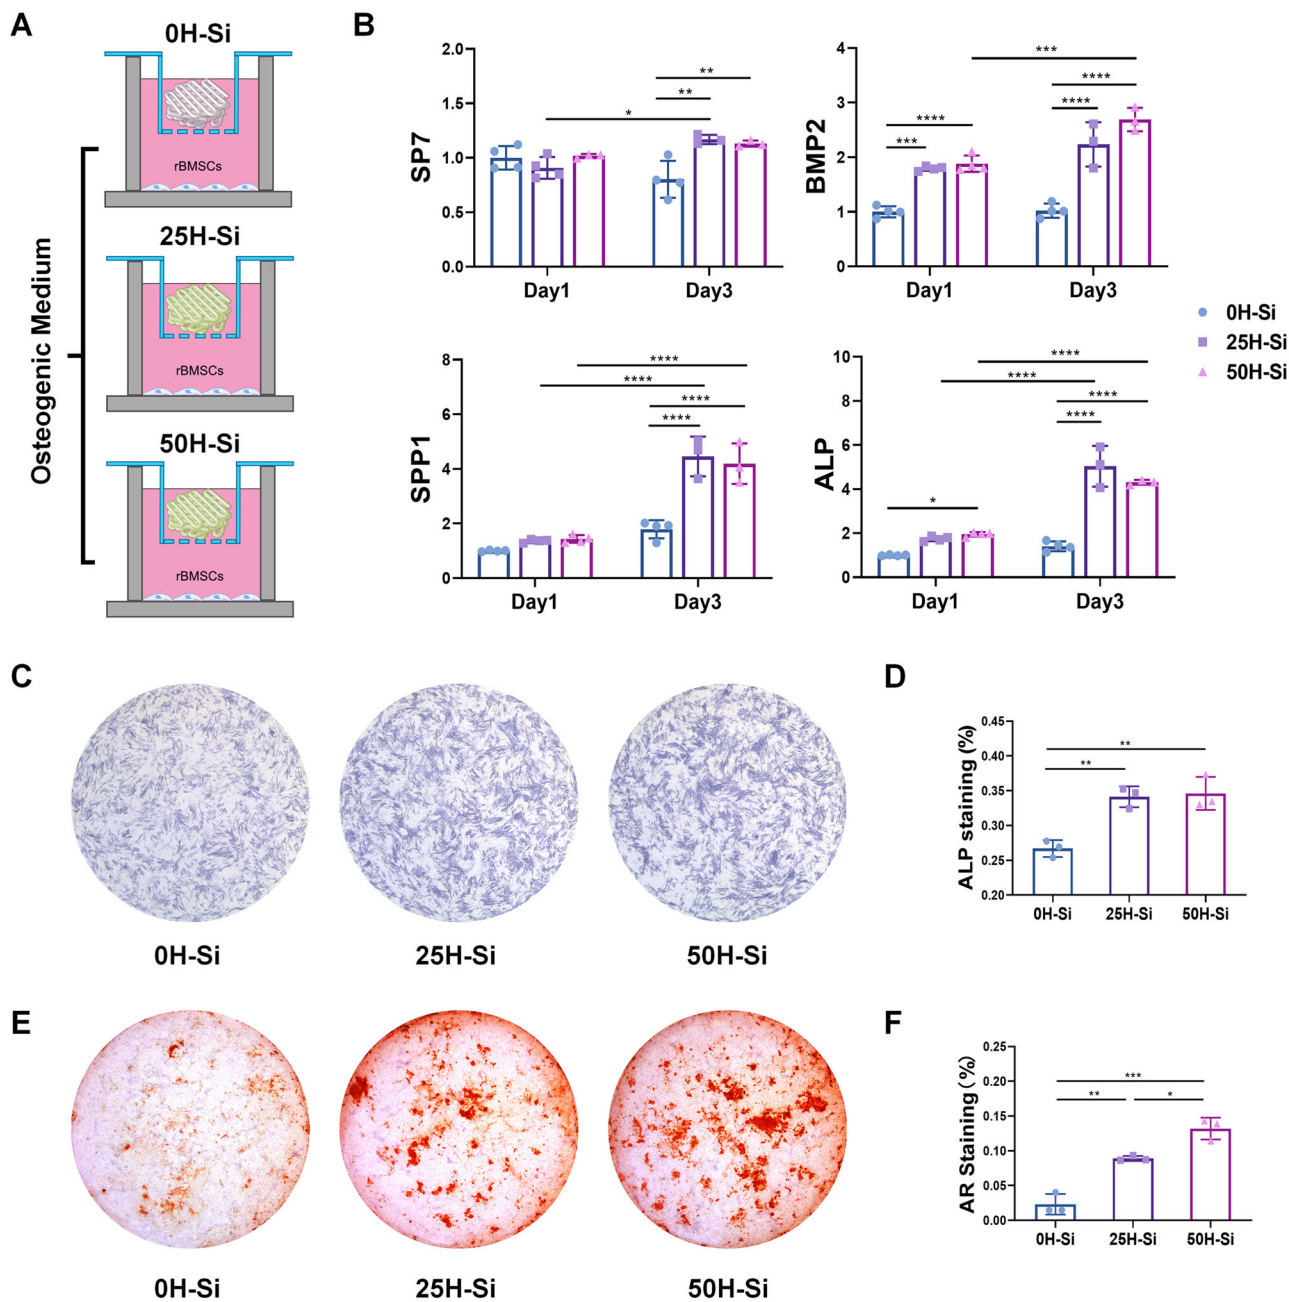 A
0H-Si
rBMSCs
25H-Si
rBMSCs
50H-Si
rBMSCs
Osteogenic Medium
B
SP7
2.0
1.5
1.0
0.5
0.0
*
**
**
Day1
Day3
BMP2
4
3
2
1
0
***
****
***
****
****
Day1
Day3
0H-Si
25H-Si
50H-Si
SPP1
8
6
4
2
0
****
****
****
****
Day1
Day3
ALP
10
8
6
4
2
0
****
****
****
****
*
Day1
Day3
C
0H-Si
25H-Si
50H-Si
D
ALP staining (%)
0.45
0.40
0.35
0.30
0.25
0.20
**
**
0H-Si
25H-Si
50H-Si
E
0H-Si
25H-Si
50H-Si
F
AR Staining (%)
0.25
0.20
0.15
0.10
0.05
0.00
***
**
*
0H-Si
25H-Si
50H-Si